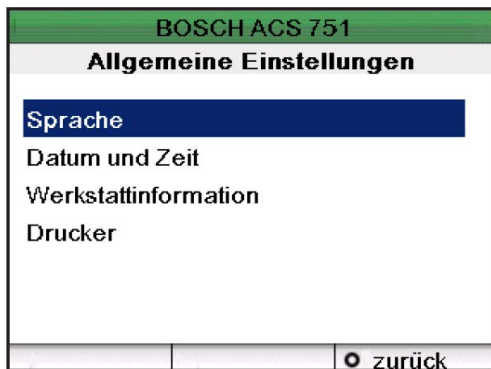 BOSCH ACS 751
Allgemeine Einstellungen
Sprache
Datum und Zeit
Werkstattinformation
Drucker
zurück